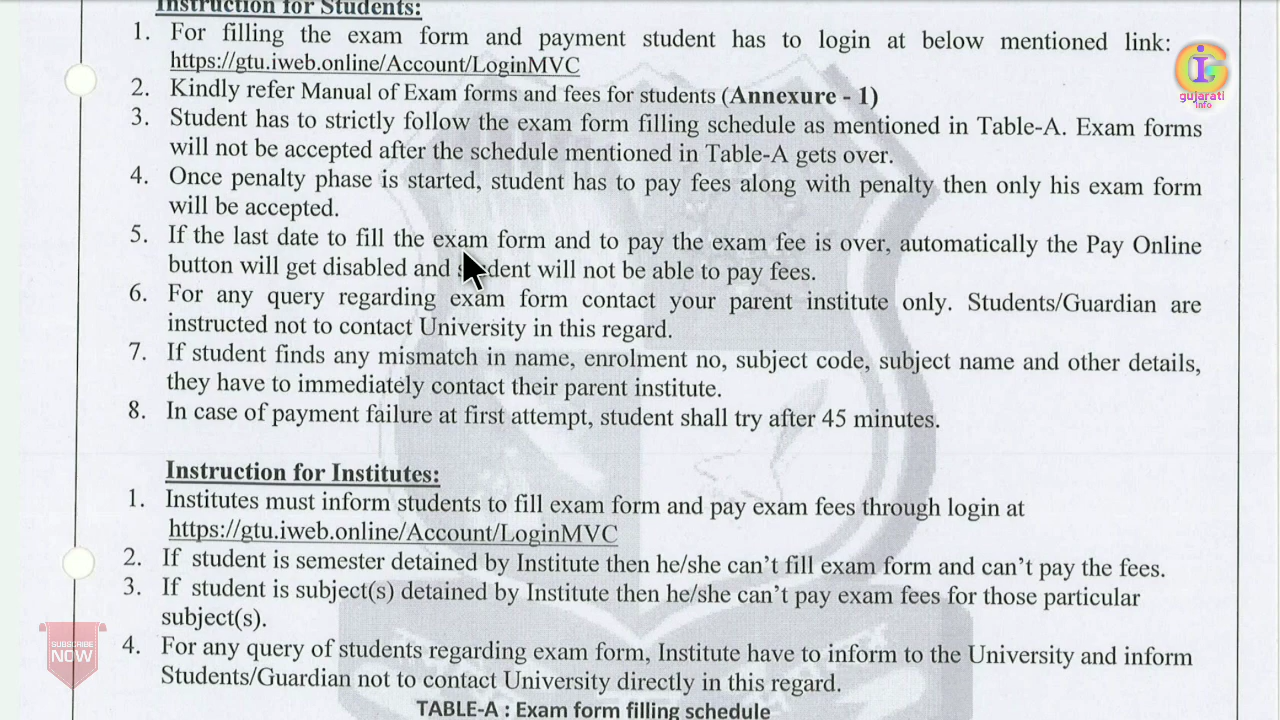 Instruction for Students:
1. For filling the exam form and payment student has to login at below mentioned link:
https://gtu.iweb.online/Account/LoginMVC
2. Kindly refer Manual of Exam forms and fees for students (Annexure - 1)
3. Student has to strictly follow the exam form filling schedule as mentioned in Table-A. Exam forms
will not be accepted after the schedule mentioned in Table-A gets over.
4. Once penalty phase is started, student has to pay fees along with penalty then only his exam form
will be accepted.
5. If the last date to fill the exam form and to pay the exam fee is over, automatically the Pay Online
button will get disabled and student will not be able to pay fees.
6. For any query regarding exam form contact your parent institute only. Students/Guardian are
instructed not to contact University in this regard.
7. If student finds any mismatch in name, enrolment no, subject code, subject name and other details,
they have to immediately contact their parent institute.
8. In case of payment failure at first attempt, student shall try after 45 minutes.
Instruction for Institutes:
1. Institutes must inform students to fill exam form and pay exam fees through login at
https://gtu.iweb.online/Account/LoginMVC
2. If student is semester detained by Institute then he/she can't fill exam form and can't pay the fees.
3. If student is subject(s) detained by Institute then he/she can't pay exam fees for those particular
subject(s).
4. For any query of students regarding exam form, Institute have to inform to the University and inform
Students/Guardian not to contact University directly in this regard.
TABLE-A : Exam form filling schedule
gujarati
info
SUBSCRIBE
NOW